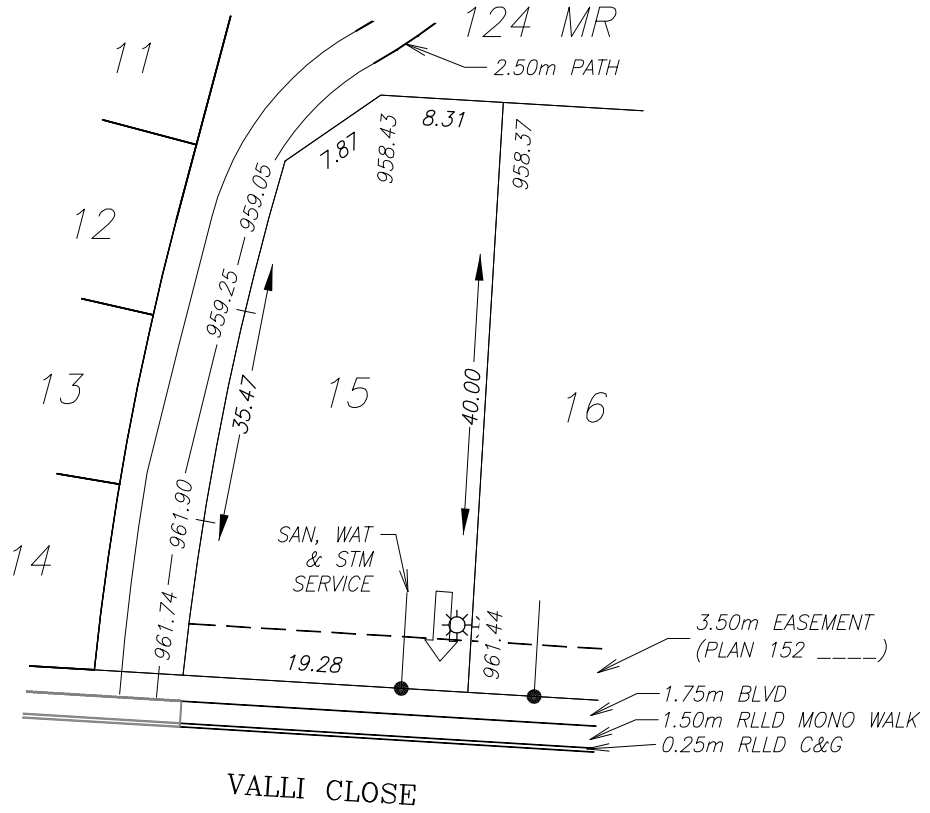 124 MR
2.50m PATH
11
8.31
7.87
958.43
958.37
12
959.05
959.25
13
35.47
15
40.00
16
961.90
14
SAN, WAT
& STM
SERVICE
961.74
961.44
3.50m EASEMENT
(PLAN 152 ____)
19.28
1.75m BLVD
1.50m RLLD MONO WALK
0.25m RLLD C&G
VALLI CLOSE